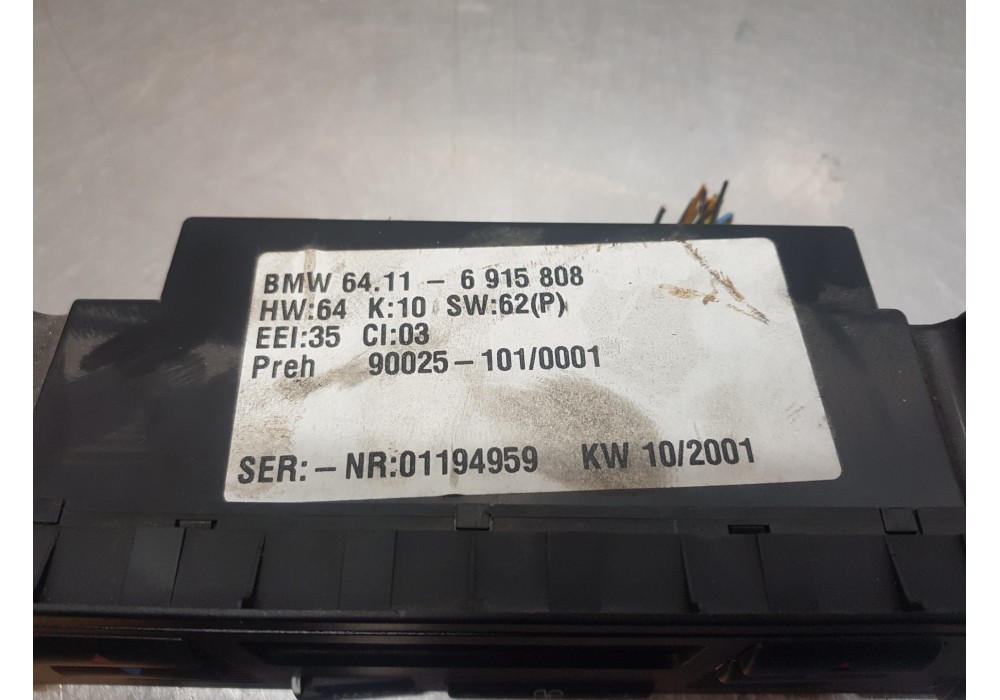 BMW 64.11 – 6 915 808
HW:64 K:10 SW:62(P)
EEI:35 CI:03
Preh 90025–101/0001
SER:–NR:01194959 KW 10/2001